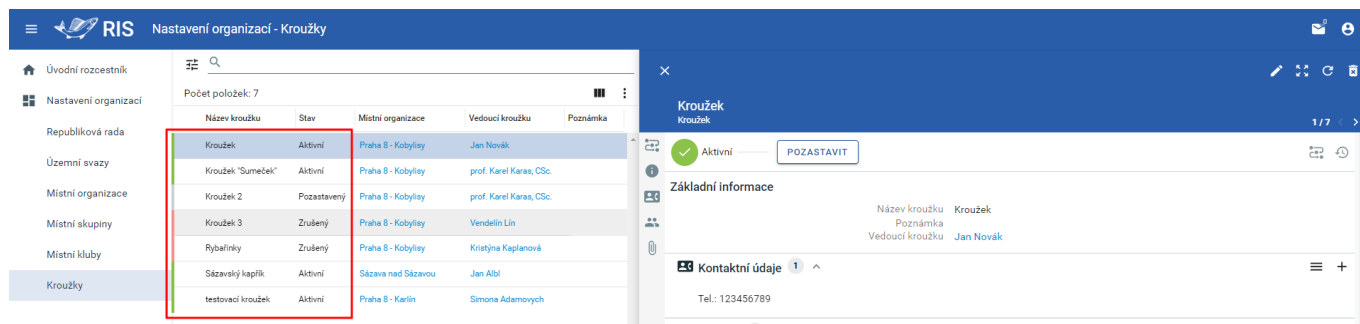 RIS Nastavení organizací - Kroužky 0
Úvodní rozcestník
Nastavení organizací
Republiková rada
Územní svazy
Místní organizace
Místní skupiny
Místní kluby
Kroužky
Počet položek: 7
Název kroužku Stav Místní organizace Vedoucí kroužku Poznámka
Kroužek Aktivní Praha 8 - Kobylisy Jan Novák
Kroužek "Sumeček" Aktivní Praha 8 - Kobylisy prof. Karel Karas, CSc.
Kroužek 2 Pozastavený Praha 8 - Kobylisy prof. Karel Karas, CSc.
Kroužek 3 Zrušený Praha 8 - Kobylisy Vendelín Lín
Rybařinky Zrušený Praha 8 - Kobylisy Kristýna Kaplanová
Sázavský kapřík Aktivní Sázava nad Sázavou Jan Albl
testovací kroužek Aktivní Praha 8 - Karlín Simona Adamovych
Kroužek
Kroužek 1/7
Aktivní POZASTAVIT
Základní informace
Název kroužku Kroužek
Poznámka
Vedoucí kroužku Jan Novák
Kontaktní údaje 1
Tel.: 123456789